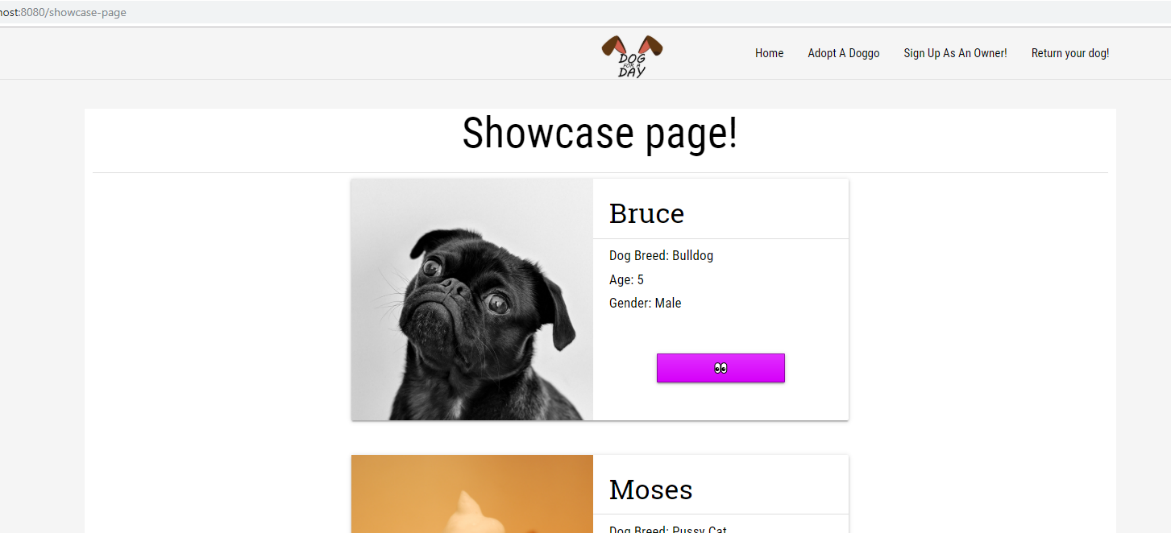 host:8080/showcase-page
DOG
FOR A
DAY
Home Adopt A Doggo Sign Up As An Owner! Return your dog!
Showcase page!
Bruce
Dog Breed: Bulldog
Age: 5
Gender: Male
👀
Moses
Dog Breed: Pussy Cat